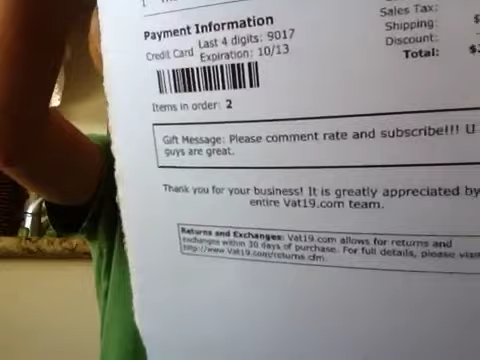 1
Payment Information
Credit Card Last 4 digits: 9017
Expiration: 10/13
Sales Tax:
Shipping: $
Discount: -
Total: $
Items in order: 2
Gift Message: Please comment rate and subscribe!!! U
guys are great.
Thank you for your business! It is greatly appreciated by
entire Vat19.com team.
Returns and Exchanges: Vat19.com allows for returns and
exchanges within 30 days of purchase. For full details, please visit
http://www.Vat19.com/returns.cfm.